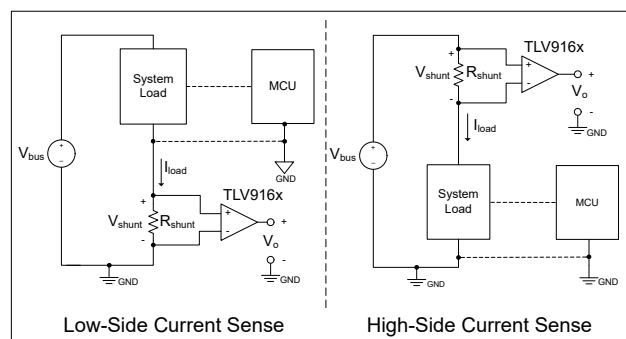 System
Load
MCU
V_bus
I_load
GND
TLV916x
+
V_shunt
R_shunt
-
+
-
+
V_o
-
GND
GND
Low-Side Current Sense
TLV916x
+
V_shunt
R_shunt
-
+
-
+
V_o
-
GND
I_load
V_bus
System
Load
MCU
GND
GND
High-Side Current Sense